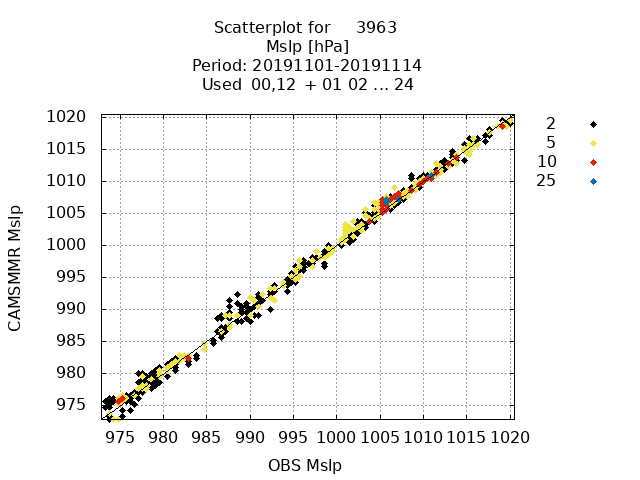 Scatterplot for 3963
Mslp [hPa]
Period: 20191101-20191114
Used 00,12 + 01 02 ... 24
1020
1015
1010
1005
1000
995
990
985
980
975
CAMSMMR Mslp
975 980 985 990 995 1000 1005 1010 1015 1020
OBS Mslp
2
5
10
25